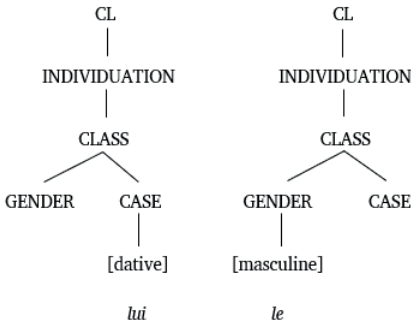 CL CL
INDIVIDUATION INDIVIDUATION
CLASS CLASS
GENDER CASE GENDER CASE
[dative] [masculine]
lui le